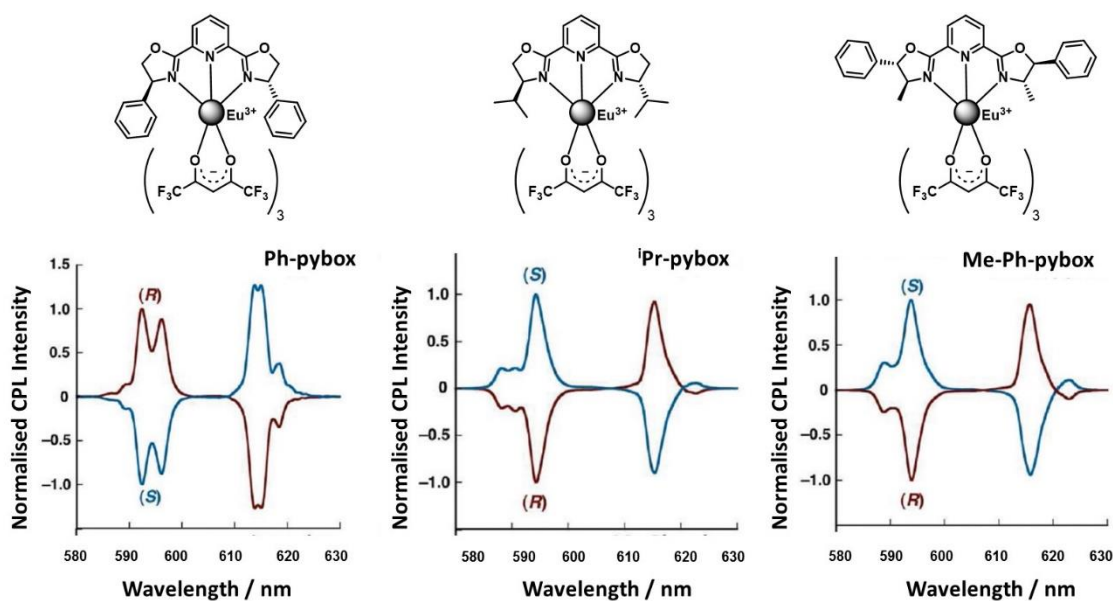 O N O
N N
Eu³⁺
O O
F₃C – CF₃
3
O N O
N N
Eu³⁺
O O
F₃C – CF₃
3
O N O
N N
Eu³⁺
O O
F₃C – CF₃
3
Ph-pybox
Normalised CPL Intensity
1.5
1.0
0.5
0
–0.5
–1.0
(R)
(S)
580 590 600 610 620 630
Wavelength / nm
ⁱPr-pybox
Normalised CPL Intensity
1.0
0.5
0
–0.5
–1.0
(S)
(R)
580 590 600 610 620 630
Wavelength / nm
Me-Ph-pybox
Normalised CPL Intensity
1.0
0.5
0
–0.5
–1.0
(S)
(R)
580 590 600 610 620 630
Wavelength / nm